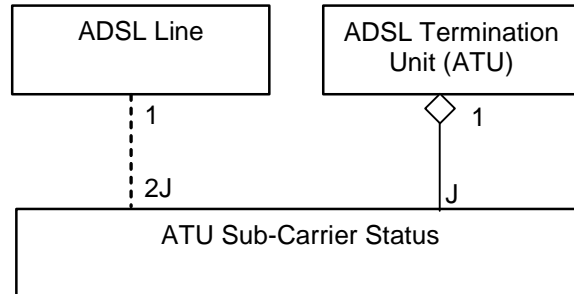 ADSL Line
ADSL Termination
Unit (ATU)
1
1
2J
J
ATU Sub-Carrier Status